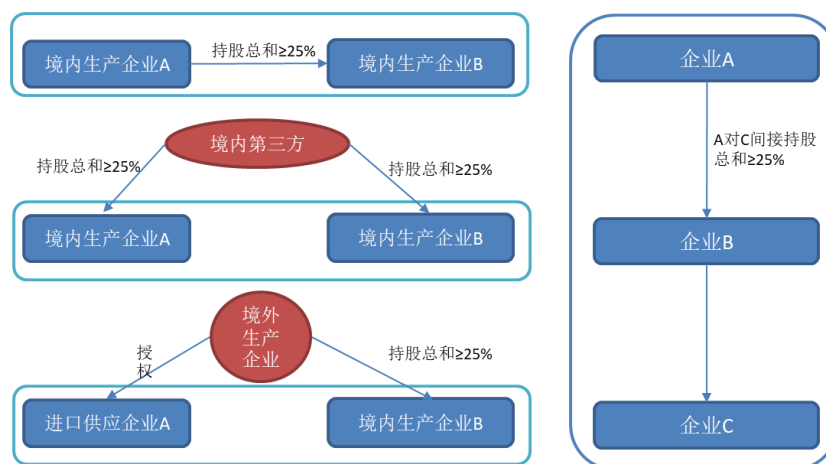 持股总和≥25%
境内生产企业A
境内生产企业B
境内第三方
持股总和≥25%
持股总和≥25%
境内生产企业A
境内生产企业B
境外
生产
企业
授
权
持股总和≥25%
进口供应企业A
境内生产企业B
企业A
A对C间接持股
总和≥25%
企业B
企业C